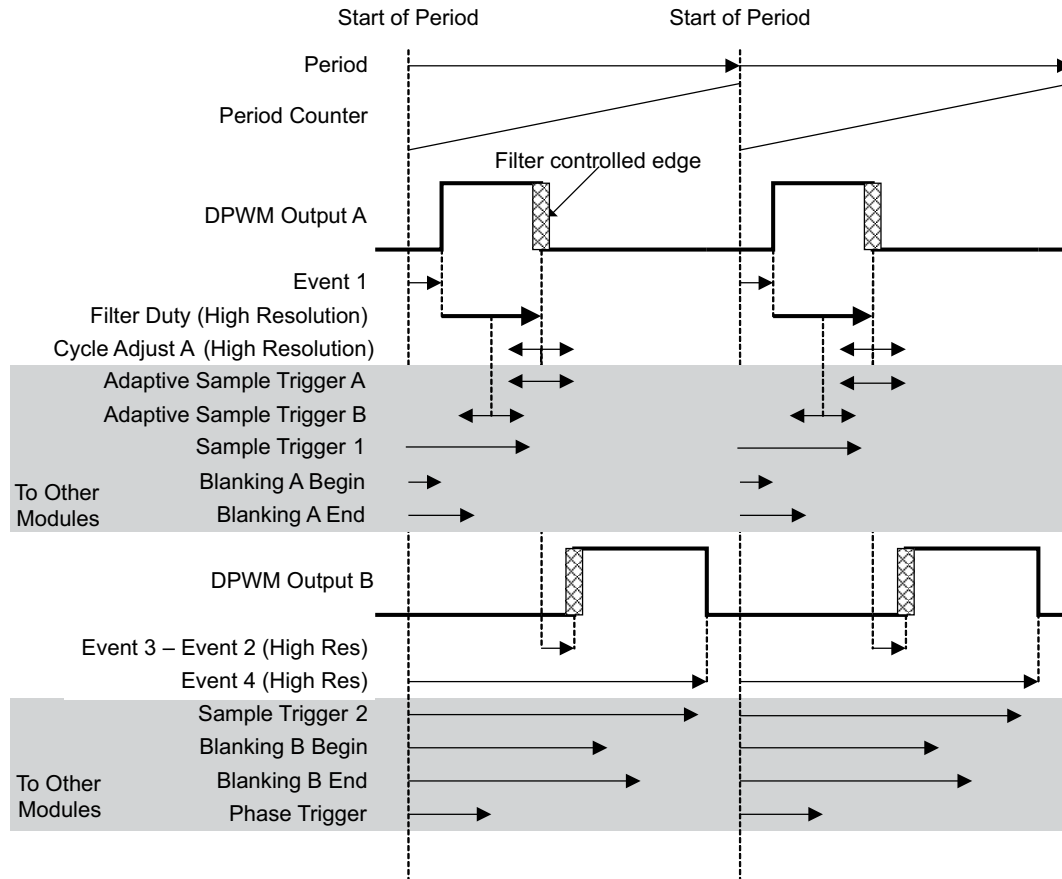 Start of Period
Start of Period
Period
Period Counter
Filter controlled edge
DPWM Output A
Event 1
Filter Duty (High Resolution)
Cycle Adjust A (High Resolution)
Adaptive Sample Trigger A
Adaptive Sample Trigger B
Sample Trigger 1
Blanking A Begin
To Other
Modules
Blanking A End
DPWM Output B
Event 3 – Event 2 (High Res)
Event 4 (High Res)
Sample Trigger 2
Blanking B Begin
To Other
Modules
Blanking B End
Phase Trigger